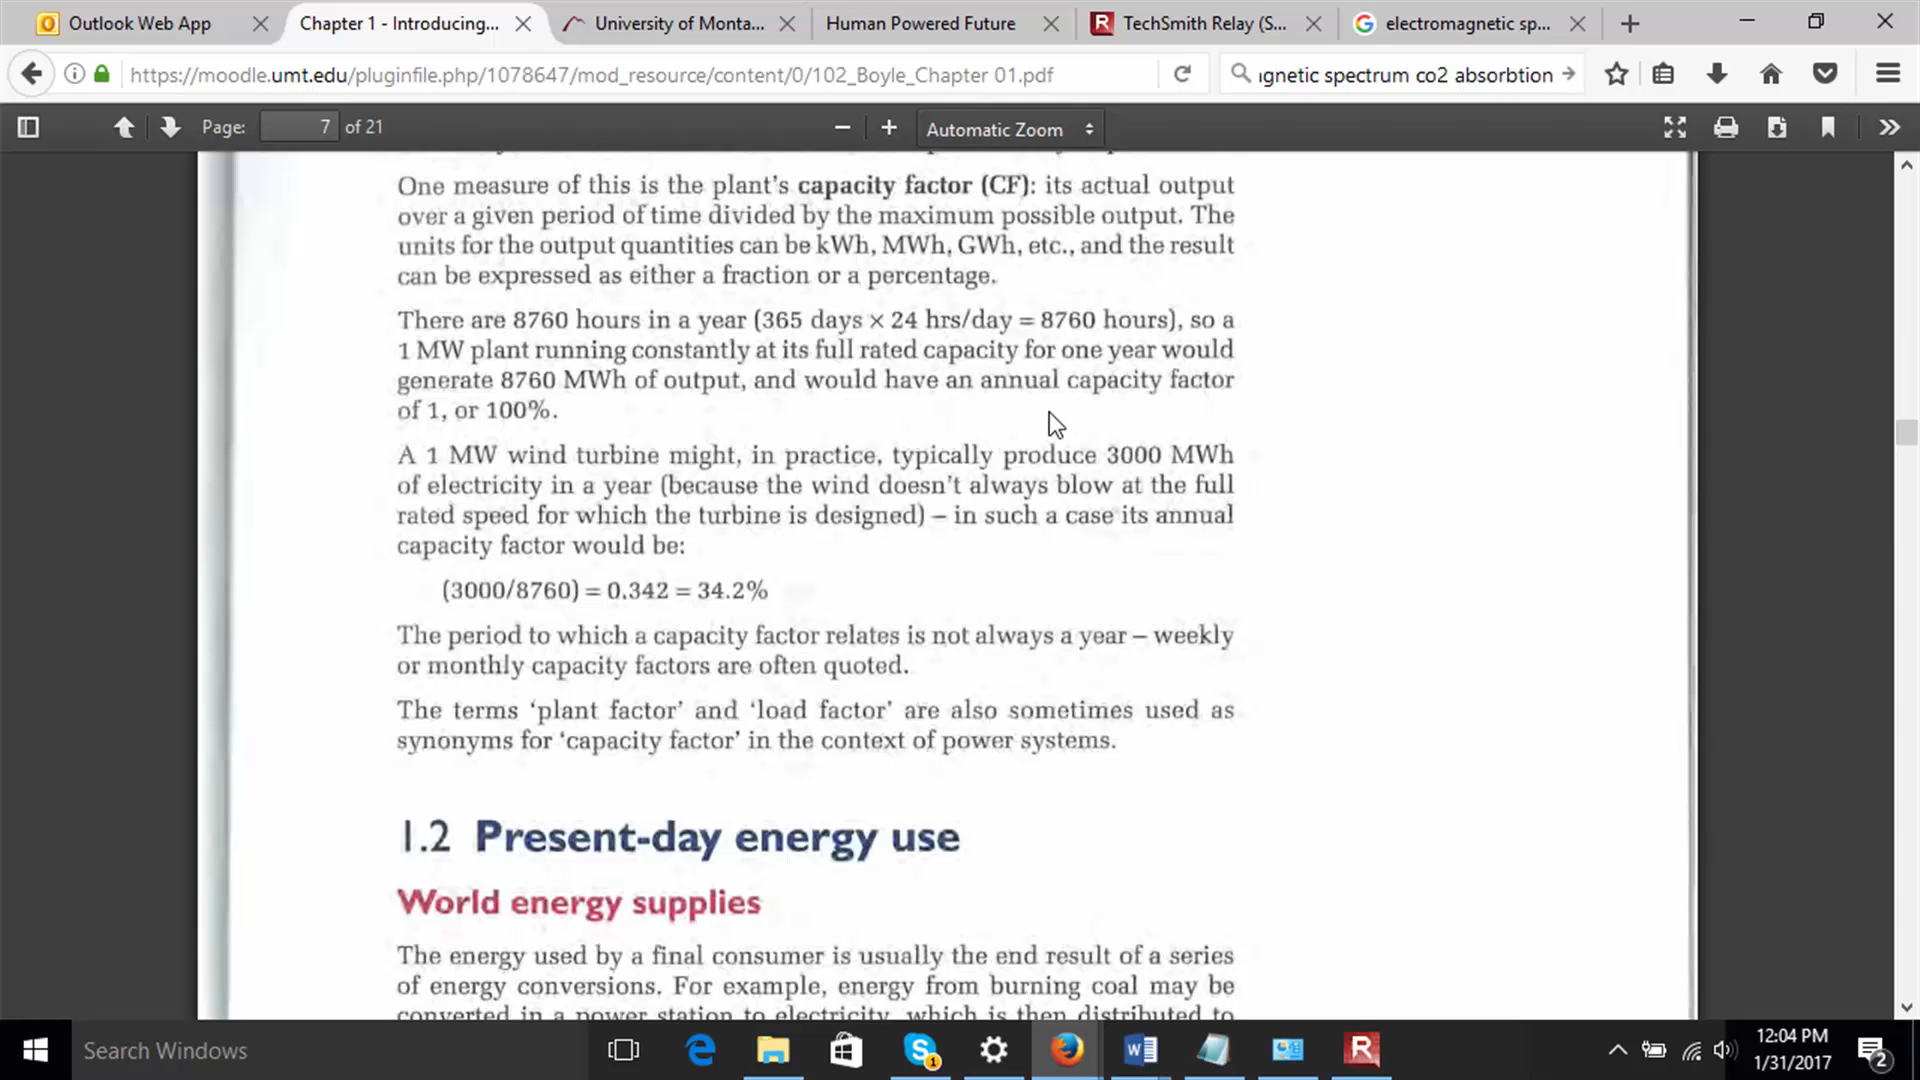 Outlook Web App
Chapter 1 - Introducing...
University of Monta...
Human Powered Future
TechSmith Relay (S...
electromagnetic sp...
https://moodle.umt.edu/pluginfile.php/1078647/mod_resource/content/0/102_Boyle_Chapter 01.pdf
gnetic spectrum co2 absorbtion
Page: 7 of 21
Automatic Zoom
One measure of this is the plant's capacity factor (CF): its actual output
over a given period of time divided by the maximum possible output. The
units for the output quantities can be kWh, MWh, GWh, etc., and the result
can be expressed as either a fraction or a percentage.
There are 8760 hours in a year (365 days × 24 hrs/day = 8760 hours), so a
1 MW plant running constantly at its full rated capacity for one year would
generate 8760 MWh of output, and would have an annual capacity factor
of 1, or 100%.
A 1 MW wind turbine might, in practice, typically produce 3000 MWh
of electricity in a year (because the wind doesn't always blow at the full
rated speed for which the turbine is designed) – in such a case its annual
capacity factor would be:
(3000/8760) = 0.342 = 34.2%
The period to which a capacity factor relates is not always a year – weekly
or monthly capacity factors are often quoted.
The terms 'plant factor' and 'load factor' are also sometimes used as
synonyms for 'capacity factor' in the context of power systems.
1.2 Present-day energy use
World energy supplies
The energy used by a final consumer is usually the end result of a series
of energy conversions. For example, energy from burning coal may be
converted in a power station to electricity, which is then distributed to
Search Windows
12:04 PM
1/31/2017